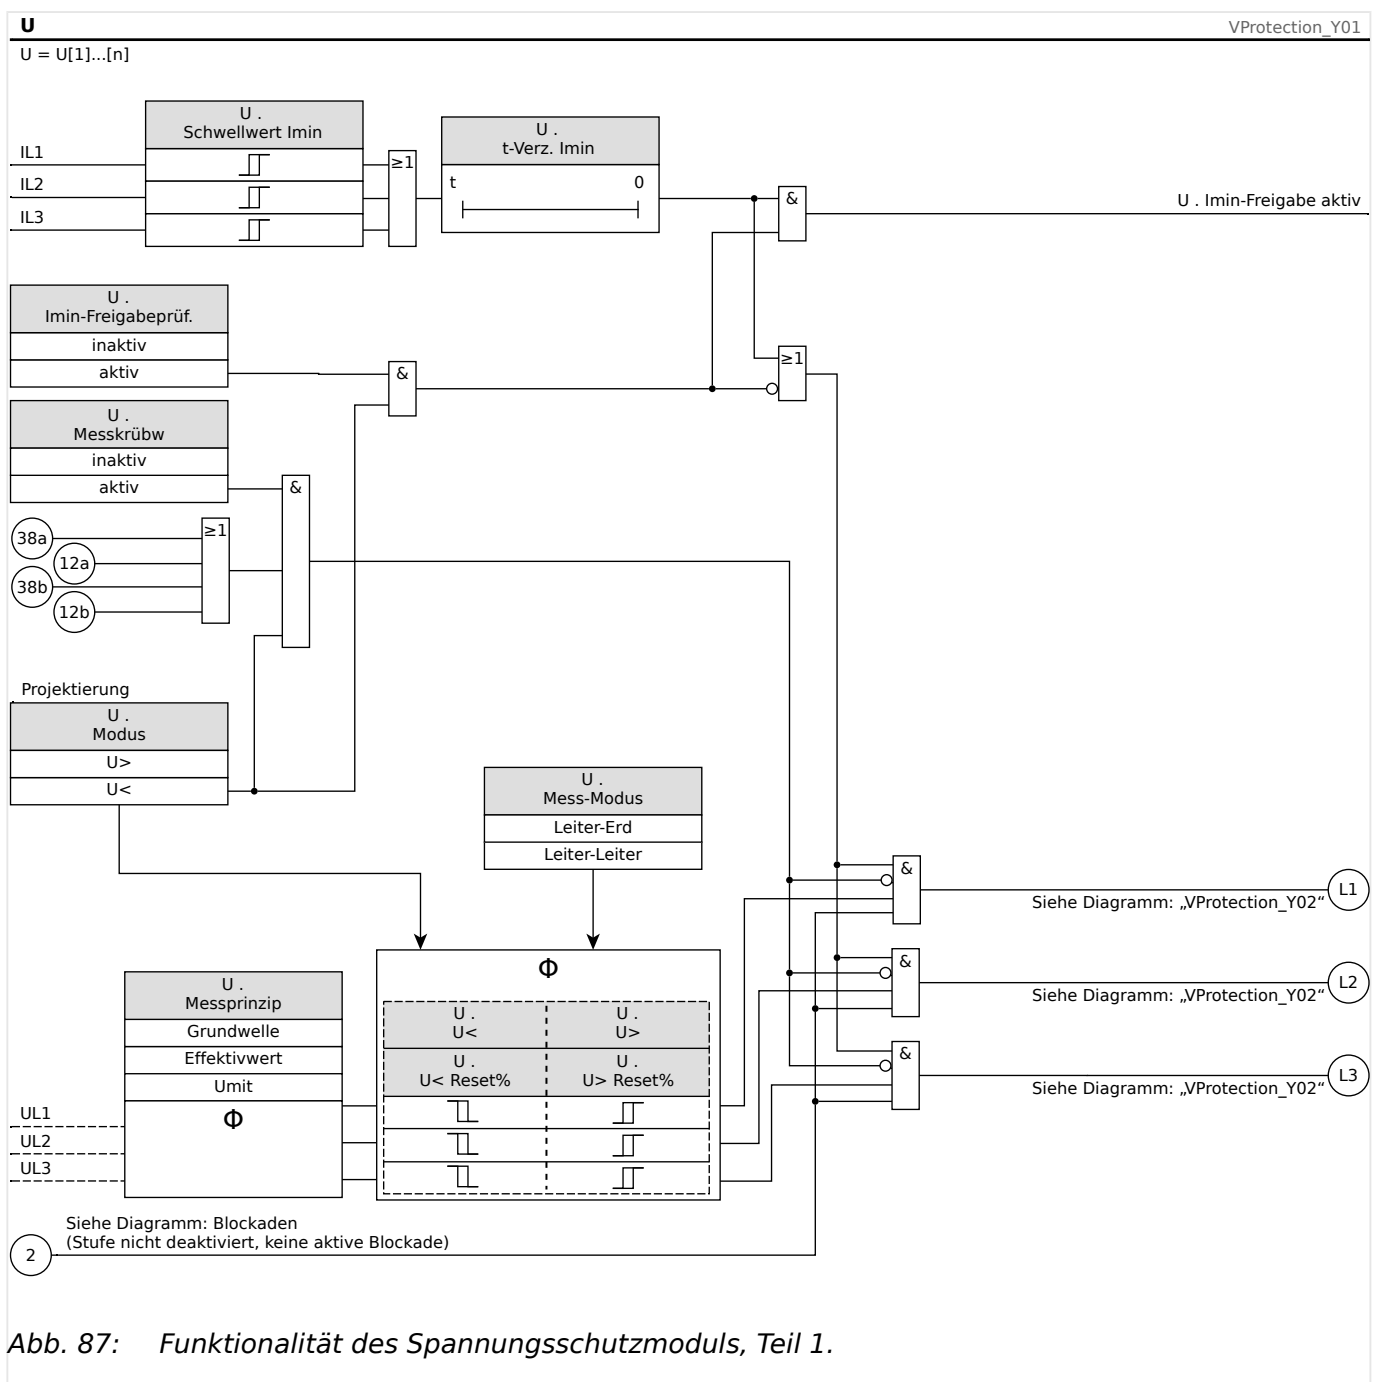 U
VProtection_Y01
U = U[1]...[n]
U .
Schwellwert Imin
IL1
IL2
IL3
≥1
U .
t-Verz. Imin
t 0
&
U . Imin-Freigabe aktiv
U .
Imin-Freigabeprüf.
inaktiv
aktiv
&
≥1
U .
Messkrübw
inaktiv
aktiv
&
38a
12a
38b
12b
≥1
Projektierung
U .
Modus
U>
U<
U .
Mess-Modus
Leiter-Erd
Leiter-Leiter
&
L1
Siehe Diagramm: „VProtection_Y02“
&
L2
Siehe Diagramm: „VProtection_Y02“
&
L3
Siehe Diagramm: „VProtection_Y02“
U .
Messprinzip
Grundwelle
Effektivwert
Umit
Φ
UL1
UL2
UL3
Φ
U .
U<
U .
U>
U .
U< Reset%
U .
U> Reset%
Siehe Diagramm: Blockaden
(Stufe nicht deaktiviert, keine aktive Blockade)
2
Abb. 87: Funktionalität des Spannungsschutzmoduls, Teil 1.